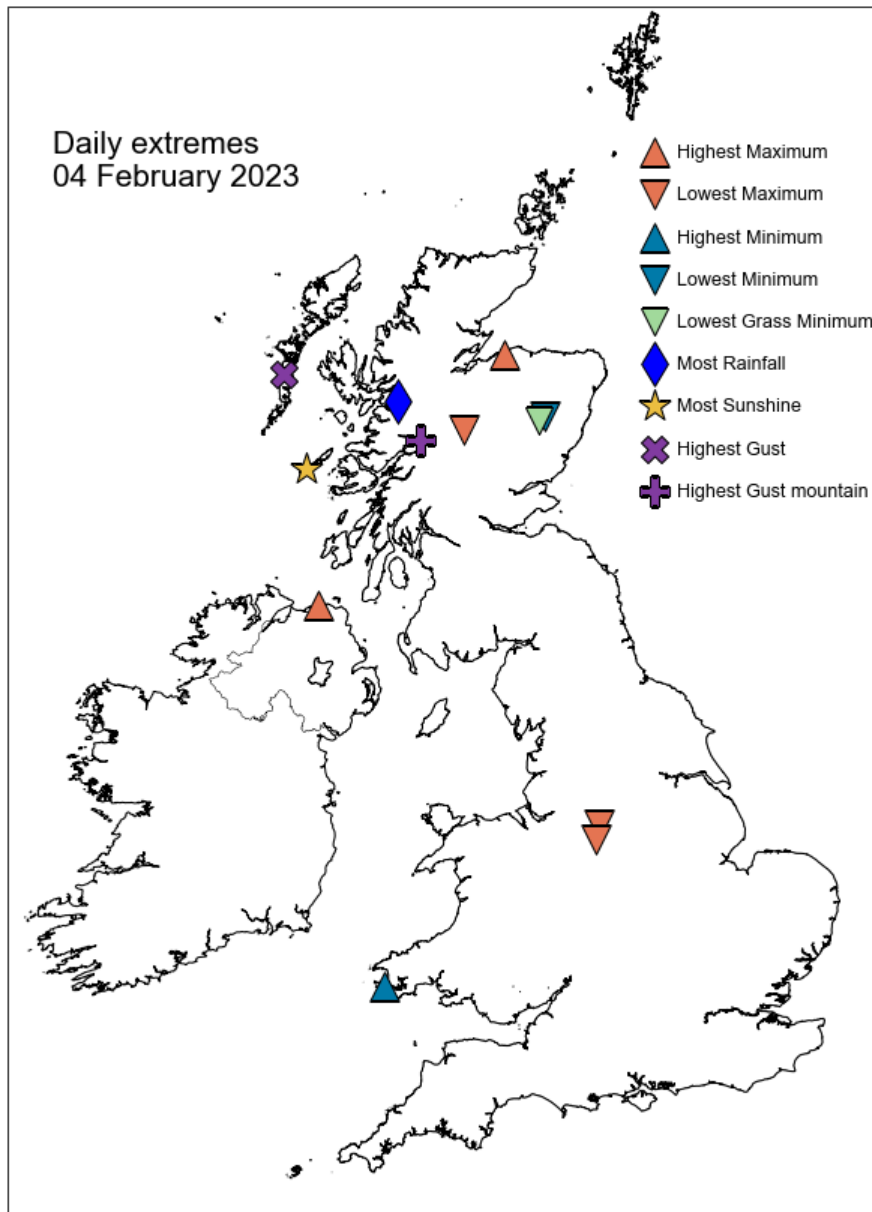 Daily extremes
04 February 2023
Highest Maximum
Lowest Maximum
Highest Minimum
Lowest Minimum
Lowest Grass Minimum
Most Rainfall
Most Sunshine
Highest Gust
Highest Gust mountain